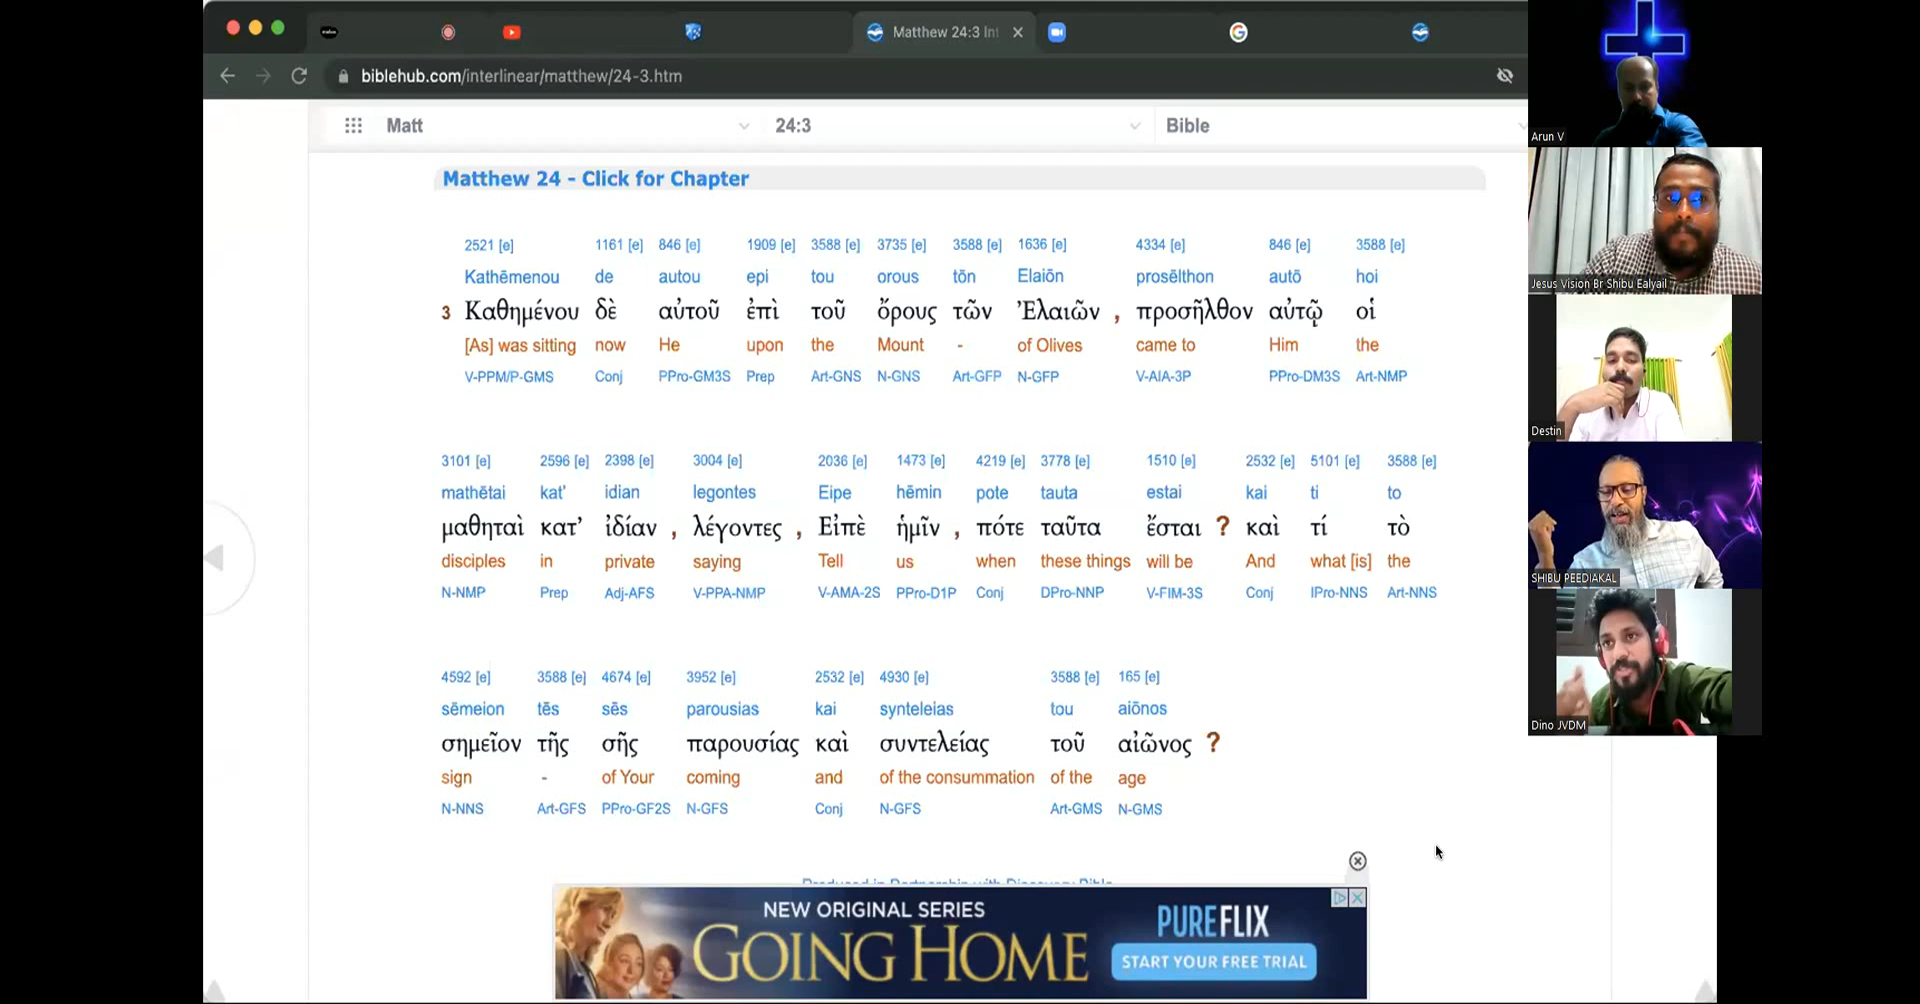 Matthew 24:3 Int
biblehub.com/interlinear/matthew/24-3.htm
Matt 24:3 Bible
Matthew 24 - Click for Chapter
2521 [e] 1161 [e] 846 [e] 1909 [e] 3588 [e] 3735 [e] 3588 [e] 1636 [e] 4334 [e] 846 [e] 3588 [e]
Kathēmenou de autou epi tou orous tōn Elaiōn prosēlthon autō hoi
3 Καθημένου δὲ αὐτοῦ ἐπὶ τοῦ ὄρους τῶν Ἐλαιῶν , προσῆλθον αὐτῷ οἱ
[As] was sitting now He upon the Mount - of Olives came to Him the
V-PPM/P-GMS Conj PPro-GM3S Prep Art-GNS N-GNS Art-GFP N-GFP V-AIA-3P PPro-DM3S Art-NMP
3101 [e] 2596 [e] 2398 [e] 3004 [e] 2036 [e] 1473 [e] 4219 [e] 3778 [e] 1510 [e] 2532 [e] 5101 [e] 3588 [e]
mathētai kat’ idian legontes Eipe hēmin pote tauta estai kai ti to
μαθηταὶ κατ’ ἰδίαν , λέγοντες , Εἰπὲ ἡμῖν , πότε ταῦτα ἔσται ? καὶ τί τὸ
disciples in private saying Tell us when these things will be And what [is] the
N-NMP Prep Adj-AFS V-PPA-NMP V-AMA-2S PPro-D1P Conj DPro-NNP V-FIM-3S Conj IPro-NNS Art-NNS
4592 [e] 3588 [e] 4674 [e] 3952 [e] 2532 [e] 4930 [e] 3588 [e] 165 [e]
sēmeion tēs sēs parousias kai synteleias tou aiōnos
σημεῖον τῆς σῆς παρουσίας καὶ συντελείας τοῦ αἰῶνος ?
sign - of Your coming and of the consummation of the age
N-NNS Art-GFS PPro-GF2S N-GFS Conj N-GFS Art-GMS N-GMS
Produced in Partnership with Discovery Bible
NEW ORIGINAL SERIES
GOING HOME
PUREFLIX
START YOUR FREE TRIAL
Arun V
Jesus Vision Br Shibu Ealyail
Destin
SHIBU PEEDIAKAL
Dino JVDM